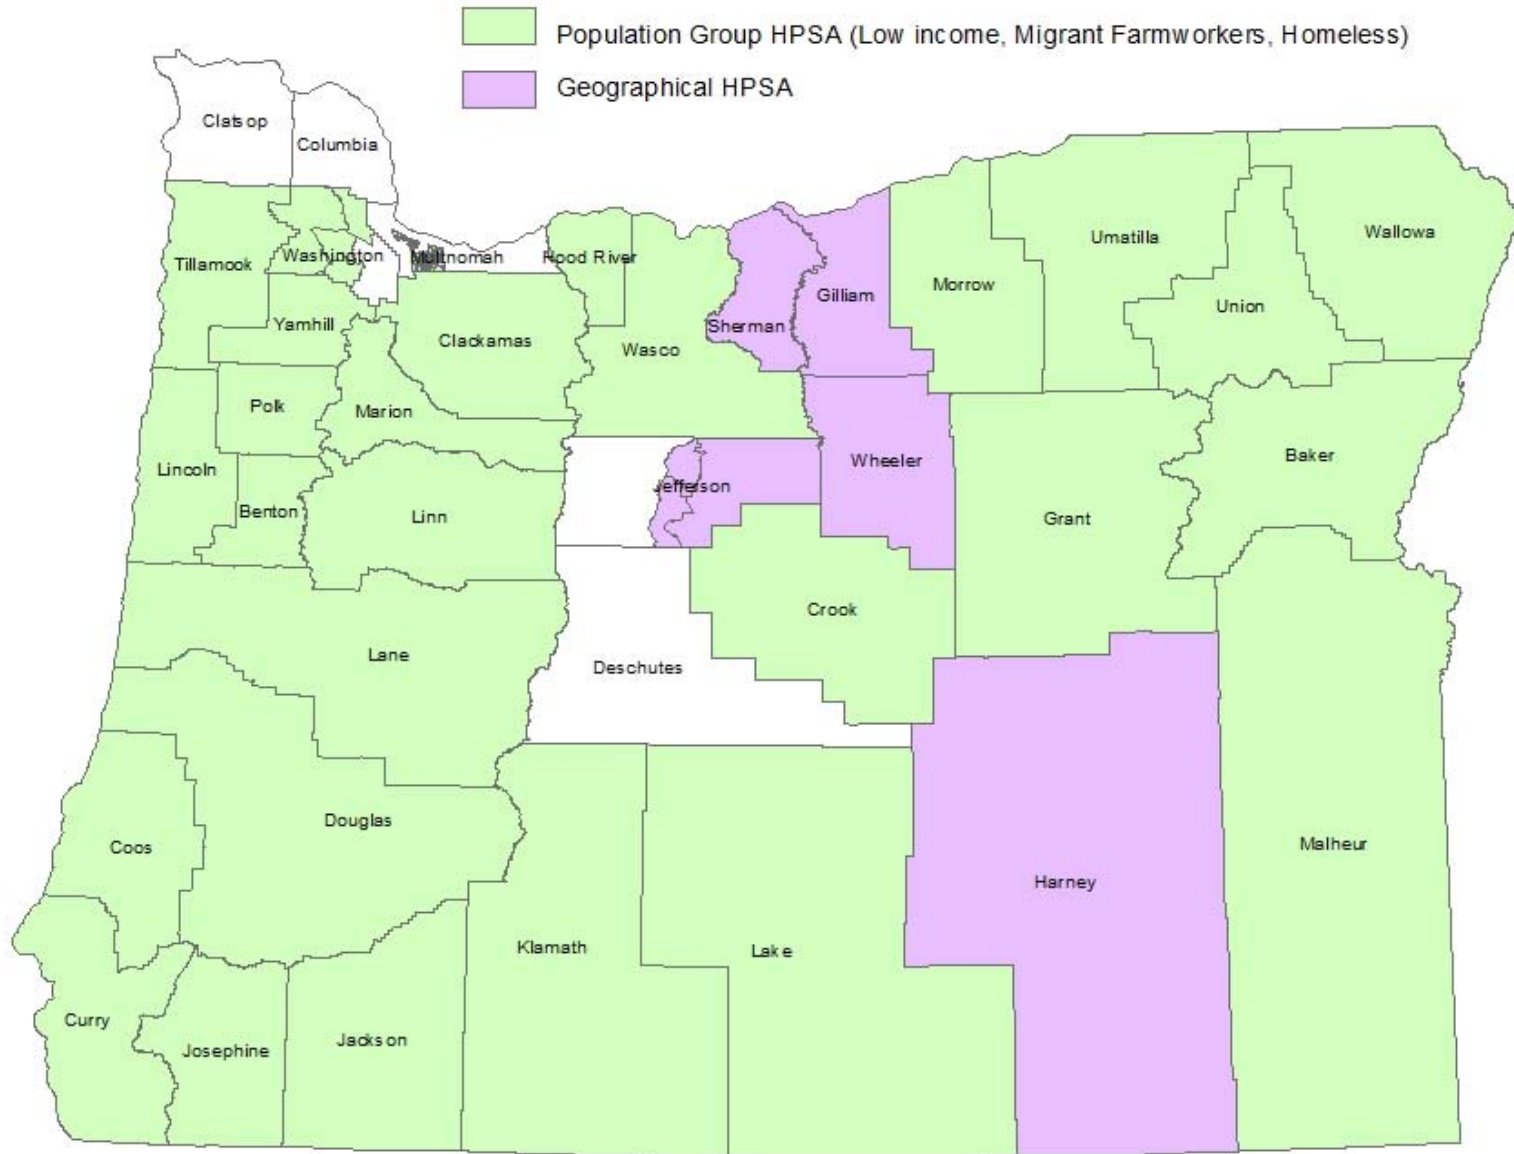 Population Group HPSA (Low income, Migrant Farmworkers, Homeless)
Geographical HPSA
Clatsop
Columbia
Tillamook
Washington
Multnomah
Hood River
Umatilla
Wallowa
Yamhill
Clackamas
Wasco
Sherman
Gilliam
Morrow
Union
Polk
Marion
Lincoln
Benton
Linn
Jefferson
Wheeler
Grant
Baker
Crook
Lane
Deschutes
Coos
Douglas
Malheur
Harney
Klamath
Lake
Curry
Josephine
Jackson